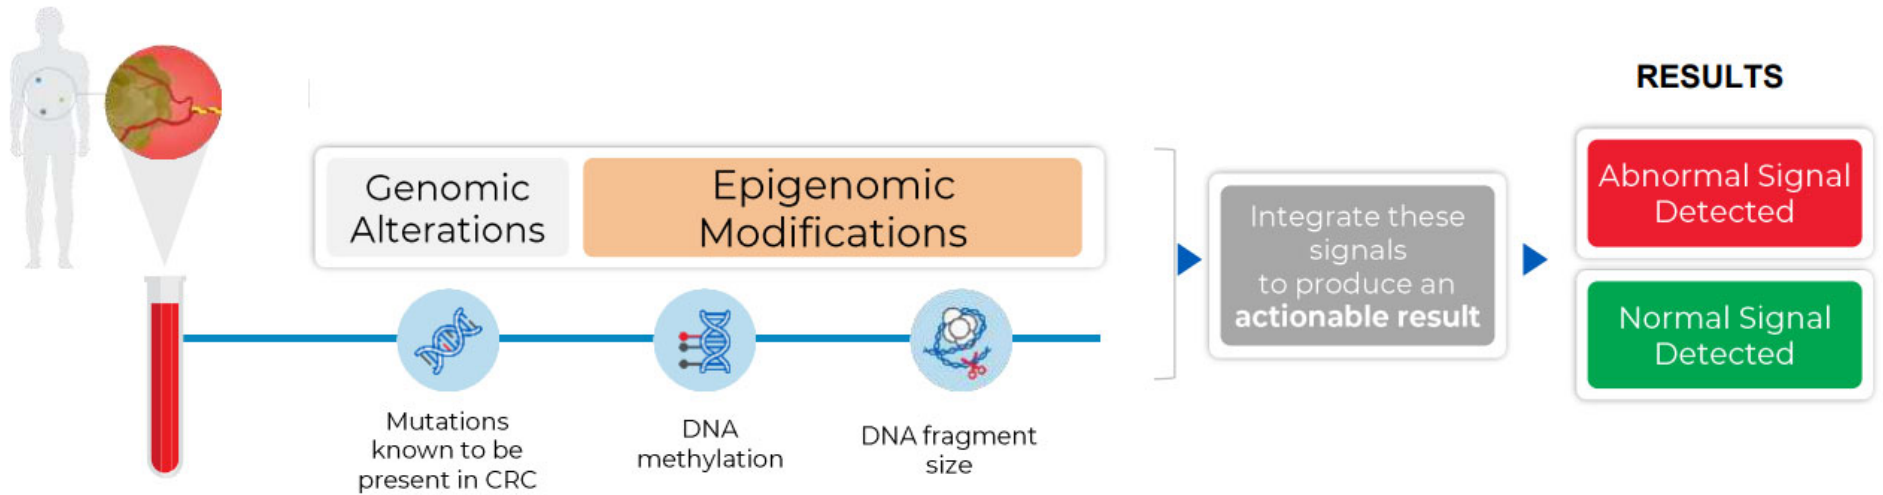 RESULTS
Genomic
Alterations
Epigenomic
Modifications
Mutations
known to be
present in CRC
DNA
methylation
DNA fragment
size
Integrate these
signals
to produce an
actionable result
Abnormal Signal
Detected
Normal Signal
Detected